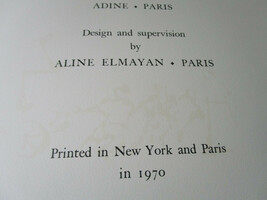 ADINE • PARIS
Design and supervision
by
ALINE ELMAYAN • PARIS
Printed in New York and Paris
in 1970